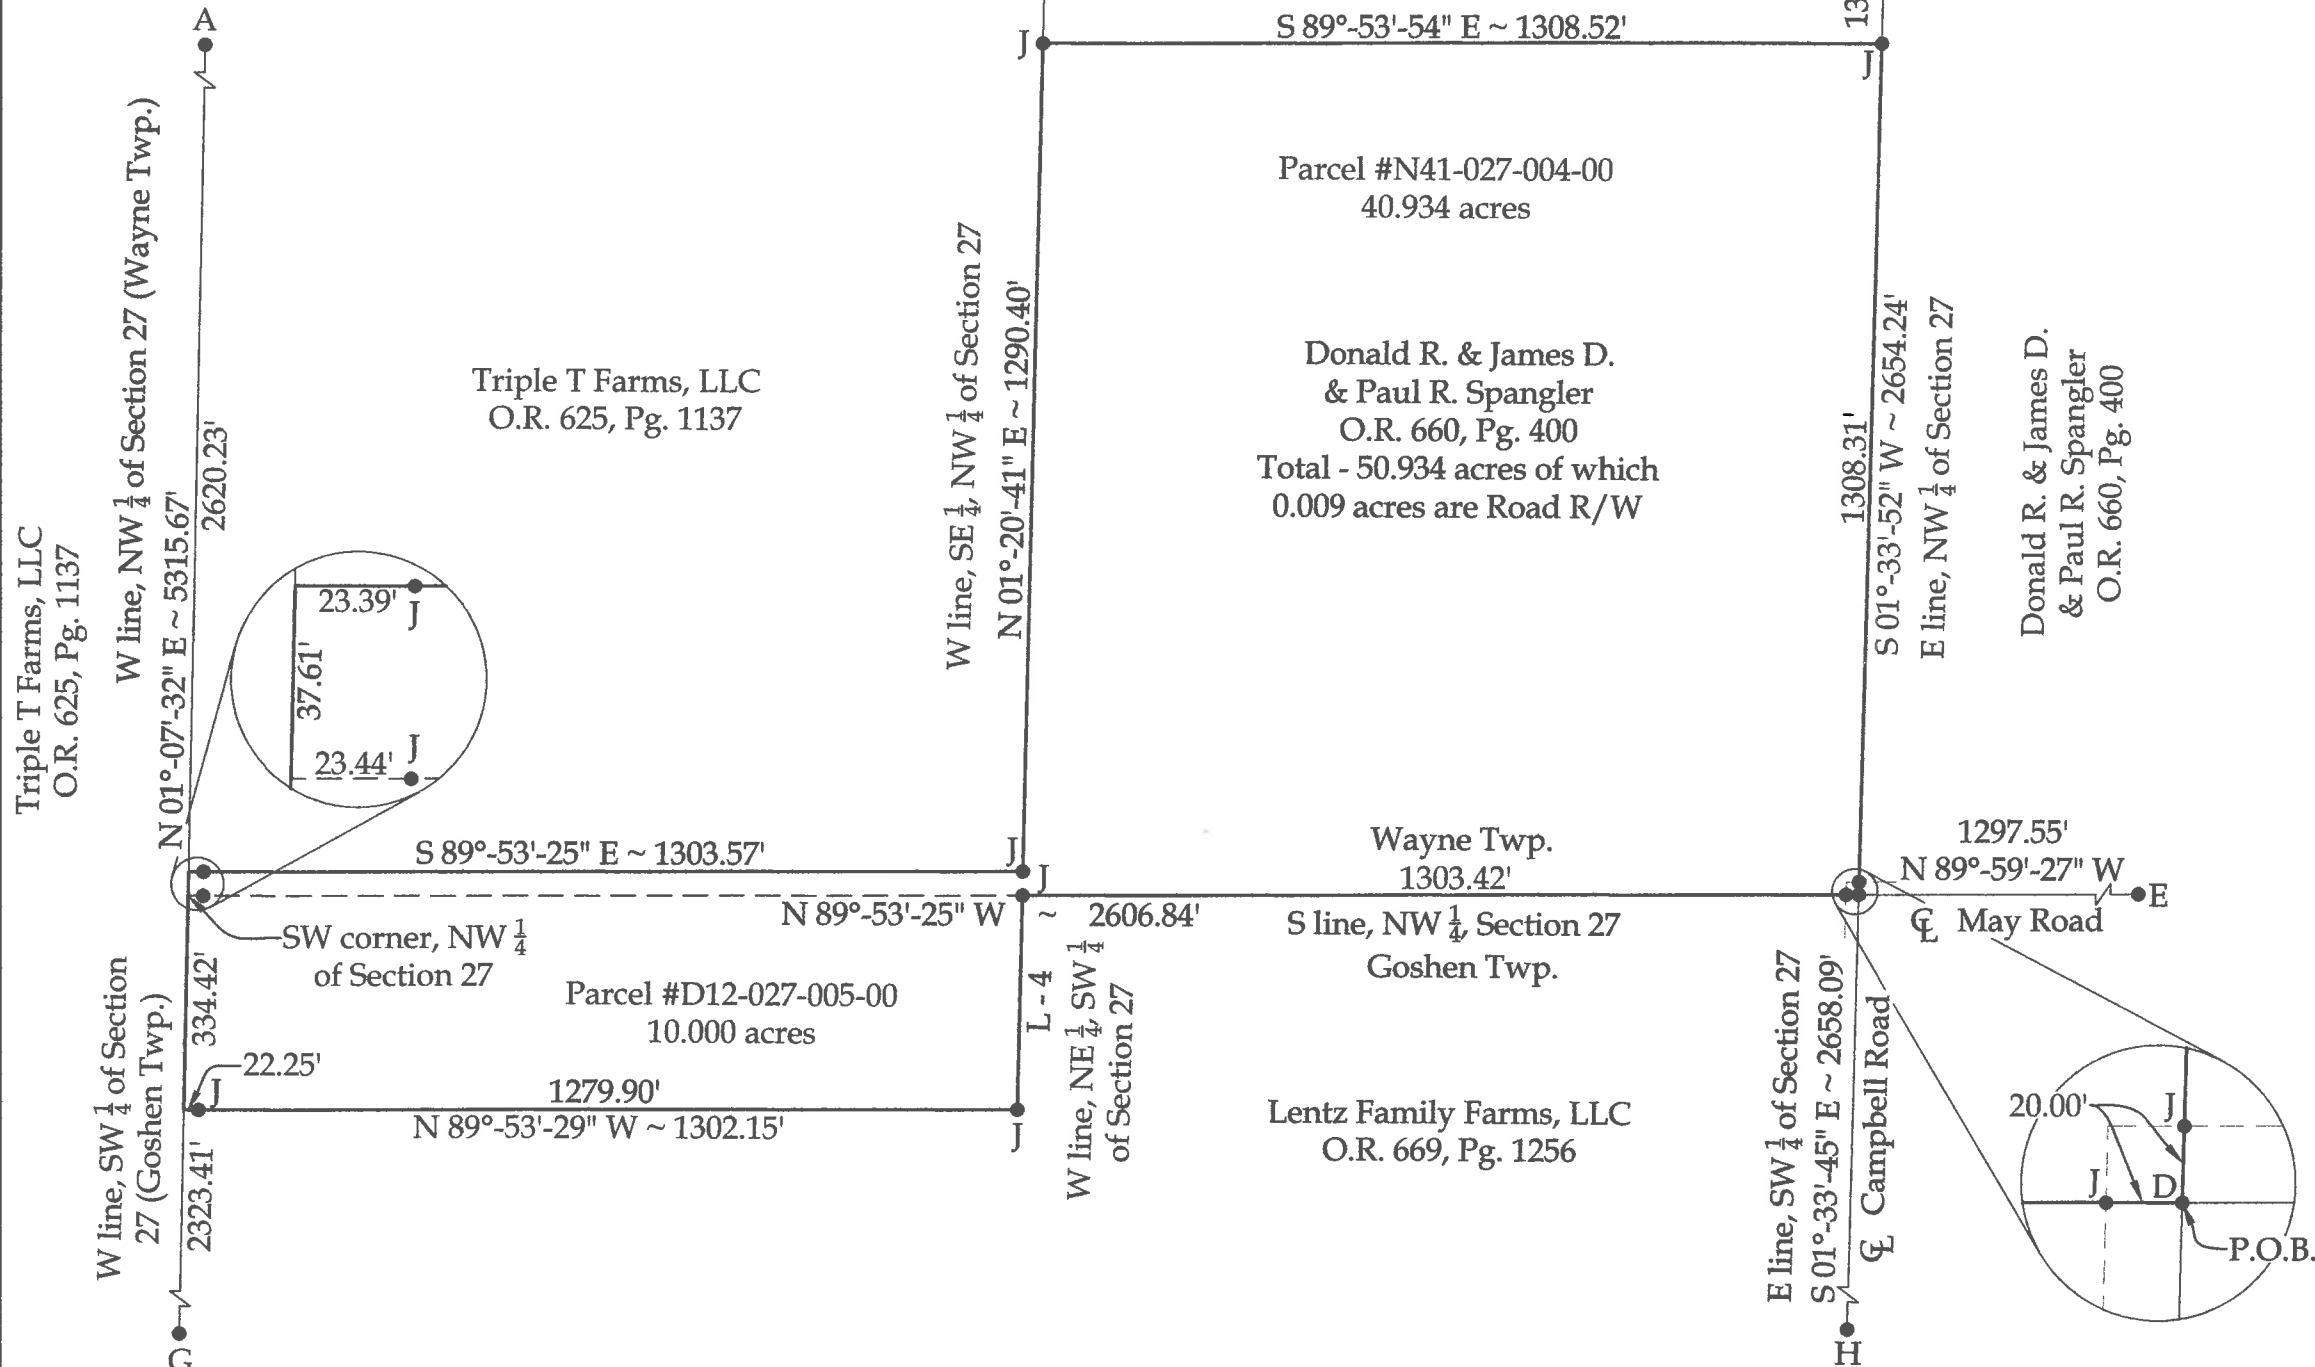 A
S 89°-53'-54" E ~ 1308.52'
13
J
J
Parcel #N41-027-004-00
40.934 acres
W line, NW 1/4 of Section 27 (Wayne Twp.)
N 01°-07'-32" E ~ 5315.67'
2620.23'
Triple T Farms, LLC
O.R. 625, Pg. 1137
Triple T Farms, LLC
O.R. 625, Pg. 1137
W line, SE 1/4, NW 1/4 of Section 27
N 01°-20'-41" E ~ 1290.40'
Donald R. & James D.
& Paul R. Spangler
O.R. 660, Pg. 400
Total - 50.934 acres of which
0.009 acres are Road R/W
1308.31'
S 01°-33'-52" W ~ 2654.24'
E line, NW 1/4 of Section 27
Donald R. & James D.
& Paul R. Spangler
O.R. 660, Pg. 400
23.39'
J
37.61'
23.44'
J
S 89°-53'-25" E ~ 1303.57'
J
J
Wayne Twp.
1303.42'
1297.55'
N 89°-59'-27" W
E
N 89°-53'-25" W ~ 2606.84'
S line, NW 1/4, Section 27
Goshen Twp.
℄ May Road
SW corner, NW 1/4
of Section 27
334.42'
Parcel #D12-027-005-00
10.000 acres
L - 4
W line, NE 1/4, SW 1/4
of Section 27
22.25'
J
1279.90'
N 89°-53'-29" W ~ 1302.15'
J
W line, SW 1/4 of Section
27 (Goshen Twp.)
2323.41'
Lentz Family Farms, LLC
O.R. 669, Pg. 1256
E line, SW 1/4 of Section 27
S 01°-33'-45" E ~ 2658.09'
℄ Campbell Road
20.00'
J
J
D
P.O.B.
G
H